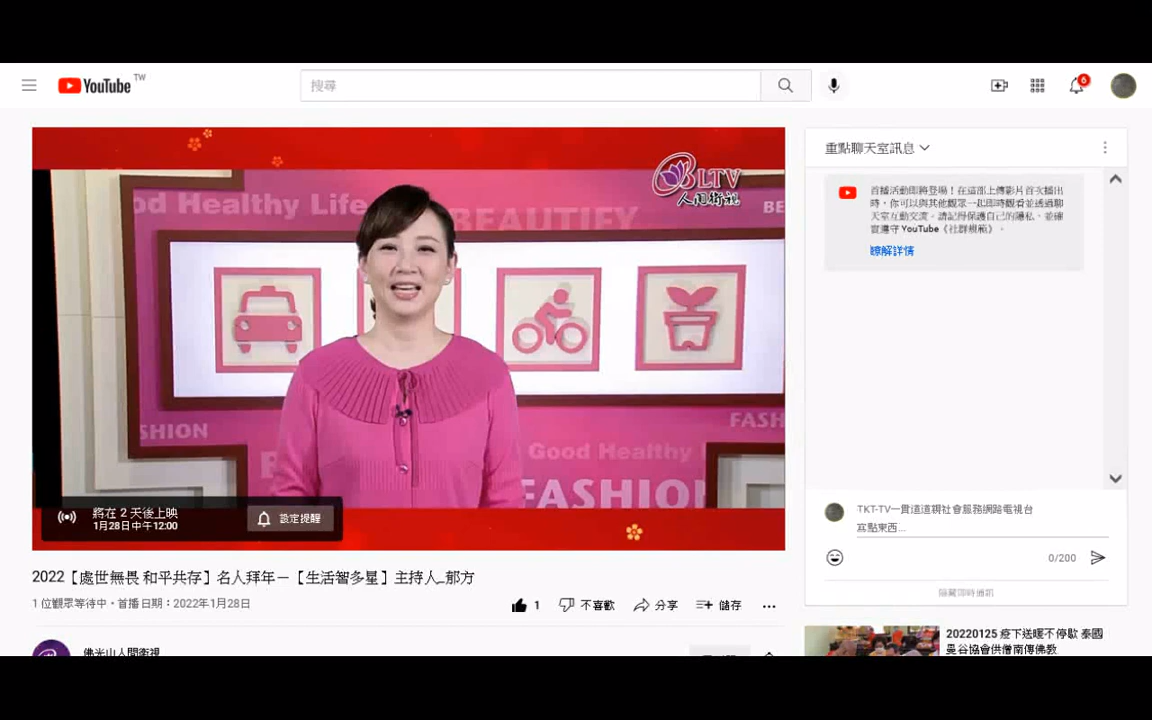 YouTube TW
搜尋
6
BLTV
人間衛視
od Healthy Life
BEAUTIFY
BE
SHION
FASH
Good Healthy
FASHION
將在 2 天後上映
1月28日中午12:00
設定提醒
2022【處世無畏 和平共存】名人拜年－【生活智多星】主持人_郁方
1 位觀眾等待中・首播日期：2022年1月28日
1
不喜歡
分享
儲存
佛光山人間衛視
重點聊天室訊息
首播活動即將登場！在這部上傳影片首次播出
時，你可以與其他觀眾一起即時觀看並透過聊
天室互動交流。請記得保護自己的隱私，並確
實遵守 YouTube《社群規範》。
瞭解詳情
TKT-TV一貫道道親社會服務網路電視台
寫點東西...
0/200
隱藏即時通訊
20220125 疫下送暖不停歇 泰國
曼谷協會供僧南傳佛教